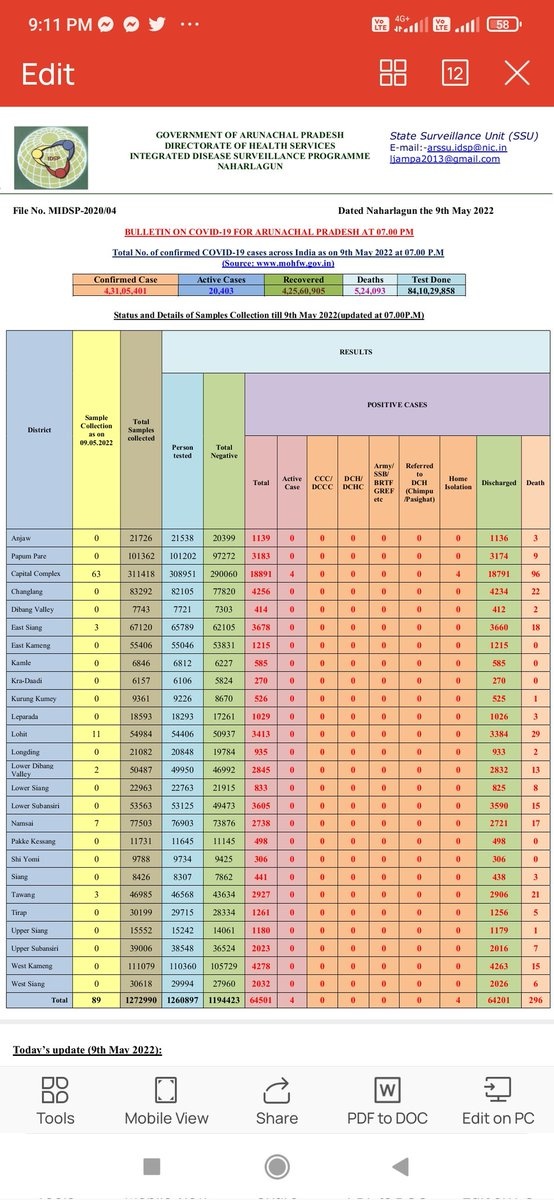 9:11 PM ...
Vo LTE 4G+ Vo LTE 58
Edit
12
IDSP
GOVERNMENT OF ARUNACHAL PRADESH
DIRECTORATE OF HEALTH SERVICES
INTEGRATED DISEASE SURVEILLANCE PROGRAMME
NAHARLAGUN
State Surveillance Unit (SSU)
E-mail:-arssu.idsp@nic.in
ljampa2013@gmail.com
File No. MIDSP-2020/04 Dated Naharlagun the 9th May 2022
BULLETIN ON COVID-19 FOR ARUNACHAL PRADESH AT 07.00 PM
Total No. of confirmed COVID-19 cases across India as on 9th May 2022 at 07.00 P.M
(Source: www.mohfw.gov.in)
Confirmed Case Active Cases Recovered Deaths Test Done
4,31,05,401 20,403 4,25,60,905 5,24,093 84,10,29,858
Status and Details of Samples Collection till 9th May 2022(updated at 07.00P.M)
District
Sample Collection as on 09.05.2022
Total Samples collected
RESULTS
Person tested
Total Negative
POSITIVE CASES
Total
Active Case
CCC/ DCCC
DCH/ DCHC
Army/ SSB/ BRTF GREF etc
Referred to DCH (Chimpu /Pasighat)
Home Isolation
Discharged
Death
Anjaw 0 21726 21538 20399 1139 0 0 0 0 0 0 1136 3
Papum Pare 0 101362 101202 97272 3183 0 0 0 0 0 0 3174 9
Capital Complex 63 311418 308951 290060 18891 4 0 0 0 0 4 18791 96
Changlang 0 83292 82105 77820 4256 0 0 0 0 0 0 4234 22
Dibang Valley 0 7743 7721 7303 414 0 0 0 0 0 0 412 2
East Siang 3 67120 65789 62105 3678 0 0 0 0 0 0 3660 18
East Kameng 0 55406 55046 53831 1215 0 0 0 0 0 0 1215 0
Kamle 0 6846 6812 6227 585 0 0 0 0 0 0 585 0
Kra-Daadi 0 6157 6106 5824 270 0 0 0 0 0 0 270 0
Kurung Kumey 0 9361 9226 8670 526 0 0 0 0 0 0 525 1
Leparada 0 18593 18293 17261 1029 0 0 0 0 0 0 1026 3
Lohit 11 54984 54406 50937 3413 0 0 0 0 0 0 3384 29
Longding 0 21082 20848 19784 935 0 0 0 0 0 0 933 2
Lower Dibang Valley 2 50487 49950 46992 2845 0 0 0 0 0 0 2832 13
Lower Siang 0 22963 22763 21915 833 0 0 0 0 0 0 825 8
Lower Subansiri 0 53563 53125 49473 3605 0 0 0 0 0 0 3590 15
Namsai 7 77503 76903 73876 2738 0 0 0 0 0 0 2721 17
Pakke Kessang 0 11731 11645 11145 498 0 0 0 0 0 0 498 0
Shi Yomi 0 9788 9734 9425 306 0 0 0 0 0 0 306 0
Siang 0 8426 8307 7862 441 0 0 0 0 0 0 438 3
Tawang 3 46985 46568 43634 2927 0 0 0 0 0 0 2906 21
Tirap 0 30199 29715 28334 1261 0 0 0 0 0 0 1256 5
Upper Siang 0 15552 15242 14061 1180 0 0 0 0 0 0 1179 1
Upper Subansiri 0 39006 38548 36524 2023 0 0 0 0 0 0 2016 7
West Kameng 0 111079 110360 105729 4278 0 0 0 0 0 0 4263 15
West Siang 0 30618 29994 27960 2032 0 0 0 0 0 0 2026 6
Total 89 1272990 1260897 1194423 64501 4 0 0 0 0 4 64201 296
Today's update (9th May 2022):
Tools
Mobile View
Share
W
PDF to DOC
Edit on PC